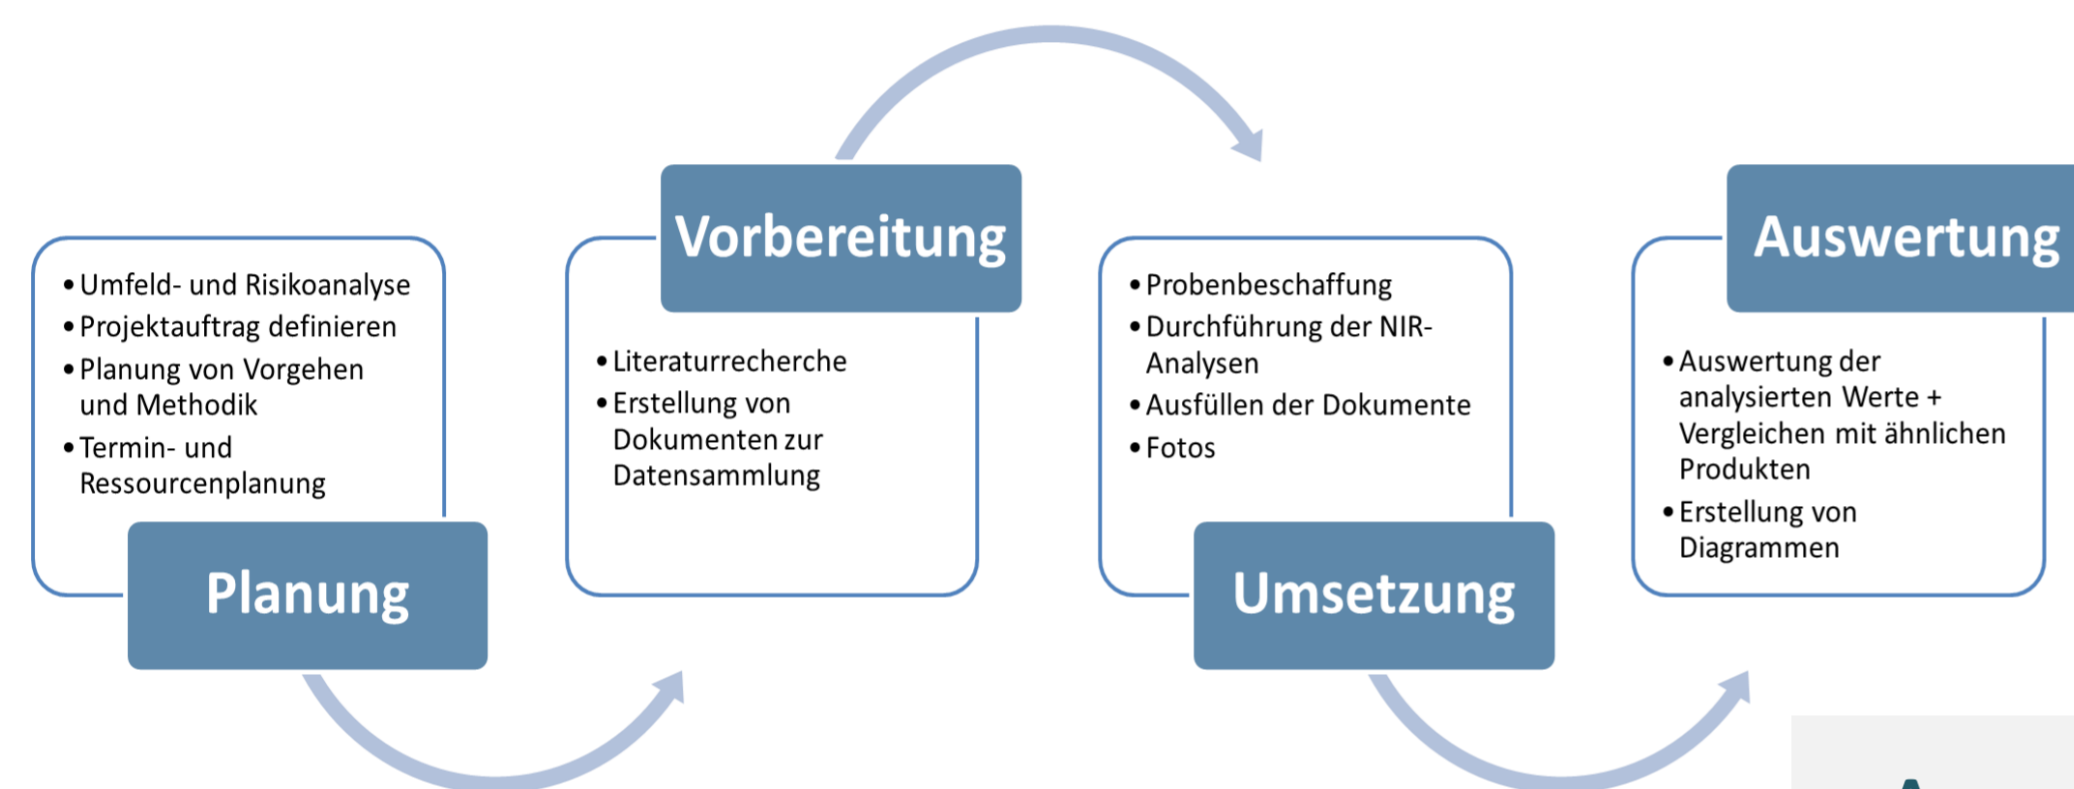 • Umfeld- und Risikoanalyse
• Projektauftrag definieren
• Planung von Vorgehen
und Methodik
• Termin- und
Ressourcenplanung
Planung
Vorbereitung
• Literaturrecherche
• Erstellung von
Dokumenten zur
Datensammlung
• Probenbeschaffung
• Durchführung der NIR-
Analysen
• Ausfüllen der Dokumente
• Fotos
Umsetzung
Auswertung
• Auswertung der
analysierten Werte +
Vergleichen mit ähnlichen
Produkten
• Erstellung von
Diagrammen